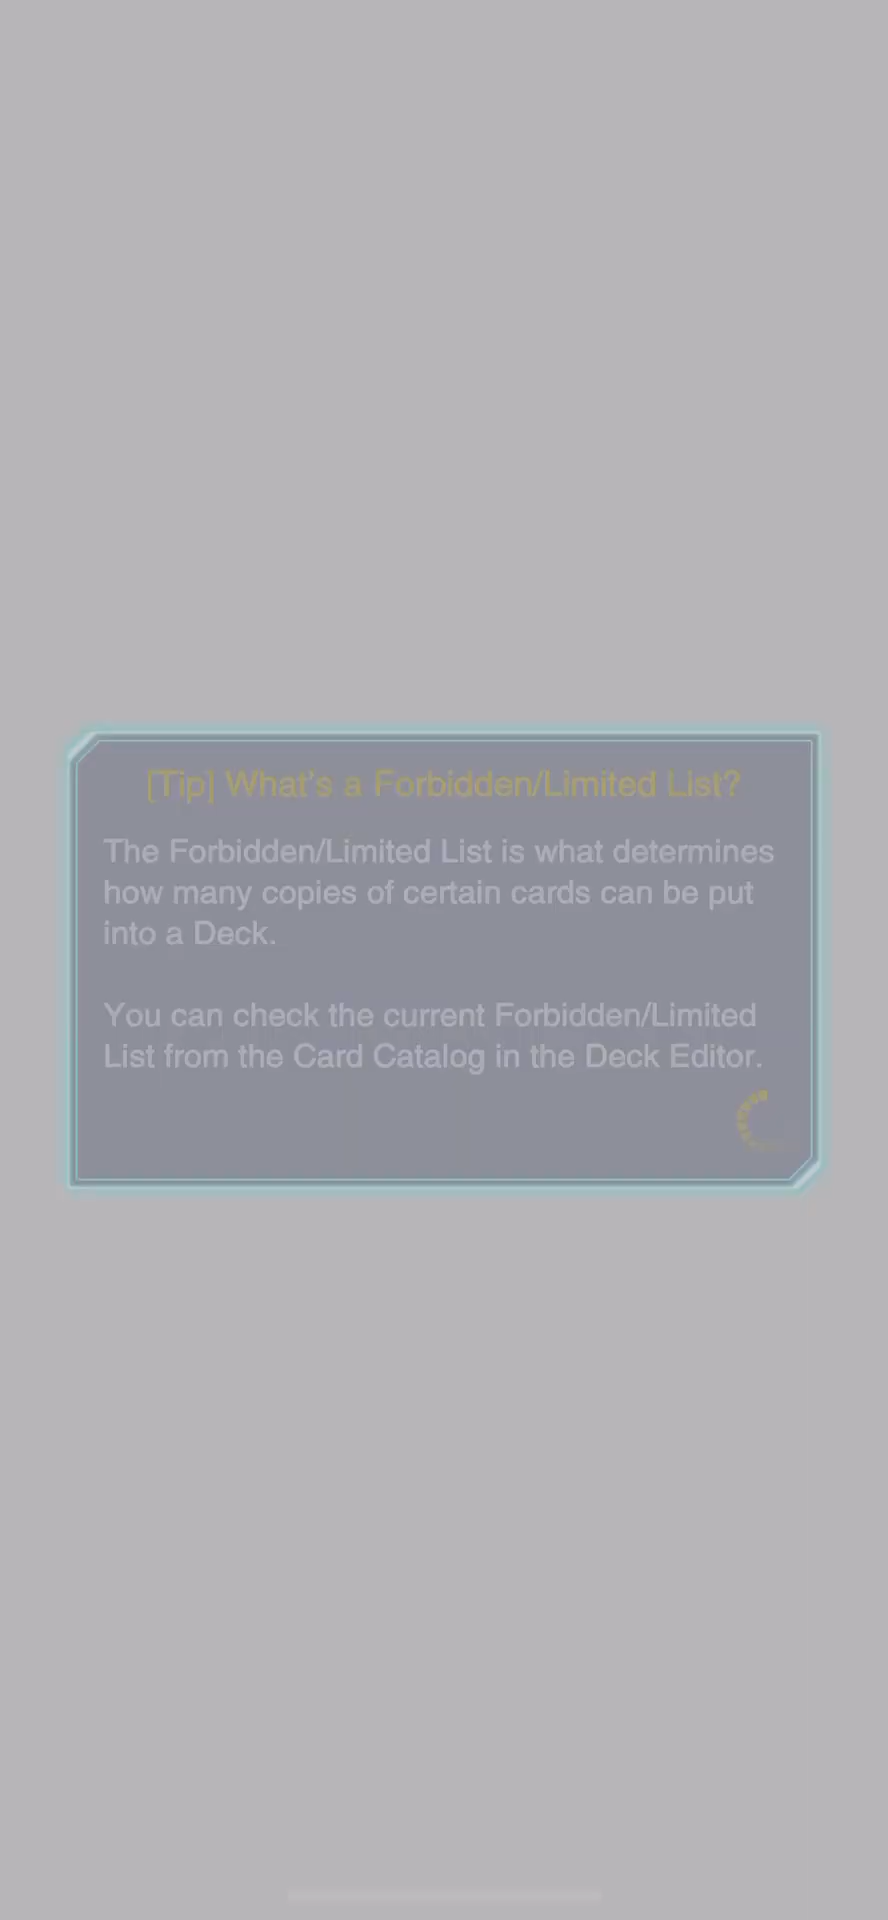 [Tip] What's a Forbidden/Limited List?
The Forbidden/Limited List is what determines
how many copies of certain cards can be put
into a Deck.
You can check the current Forbidden/Limited
List from the Card Catalog in the Deck Editor.